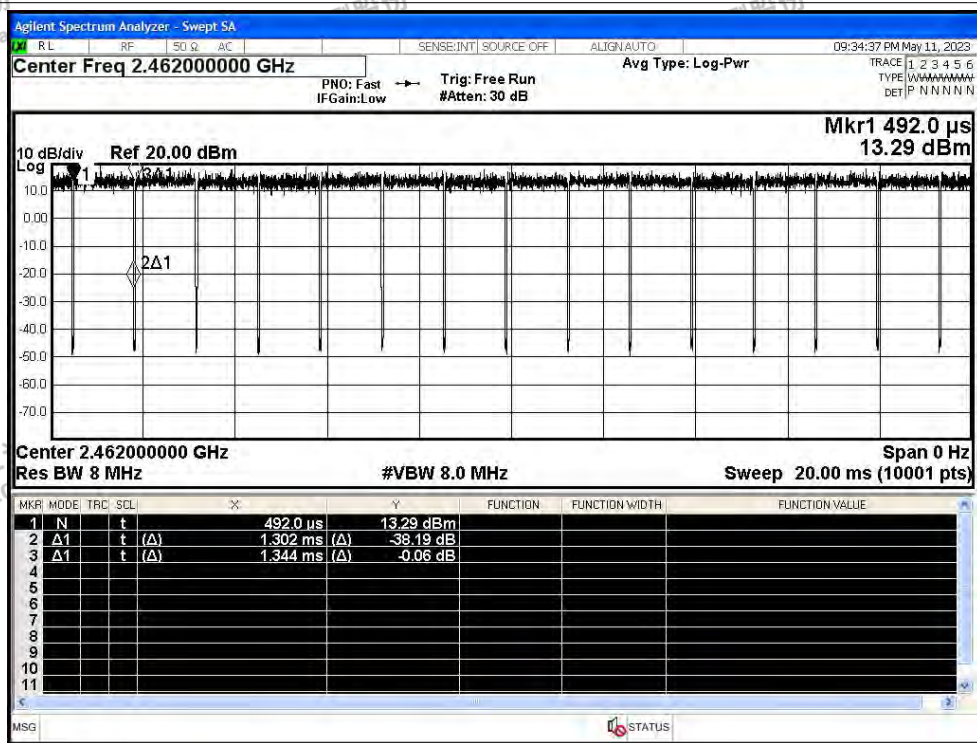 Agilent Spectrum Analyzer - Swept SA
RL RF 50 Ω AC SENSE:INT SOURCE OFF ALIGN AUTO 09:34:37 PM May 11, 2023
Center Freq 2.462000000 GHz
PNO: Fast
IFGain:Low
Trig: Free Run
#Atten: 30 dB
Avg Type: Log-Pwr
TRACE 1 2 3 4 5 6
TYPE
DET P N N N N N
Mkr1 492.0 µs
13.29 dBm
10 dB/div Ref 20.00 dBm
Log
1
3Δ1
10.0
0.00
-10.0
2Δ1
-20.0
-30.0
-40.0
-50.0
-60.0
-70.0
Center 2.462000000 GHz Span 0 Hz
Res BW 8 MHz #VBW 8.0 MHz Sweep 20.00 ms (10001 pts)
MKR MODE TRC SCL X Y FUNCTION FUNCTION WIDTH FUNCTION VALUE
1 N t 492.0 µs 13.29 dBm
2 Δ1 t (Δ) 1.302 ms (Δ) -38.19 dB
3 Δ1 t (Δ) 1.344 ms (Δ) -0.06 dB
4
5
6
7
8
9
10
11
MSG STATUS